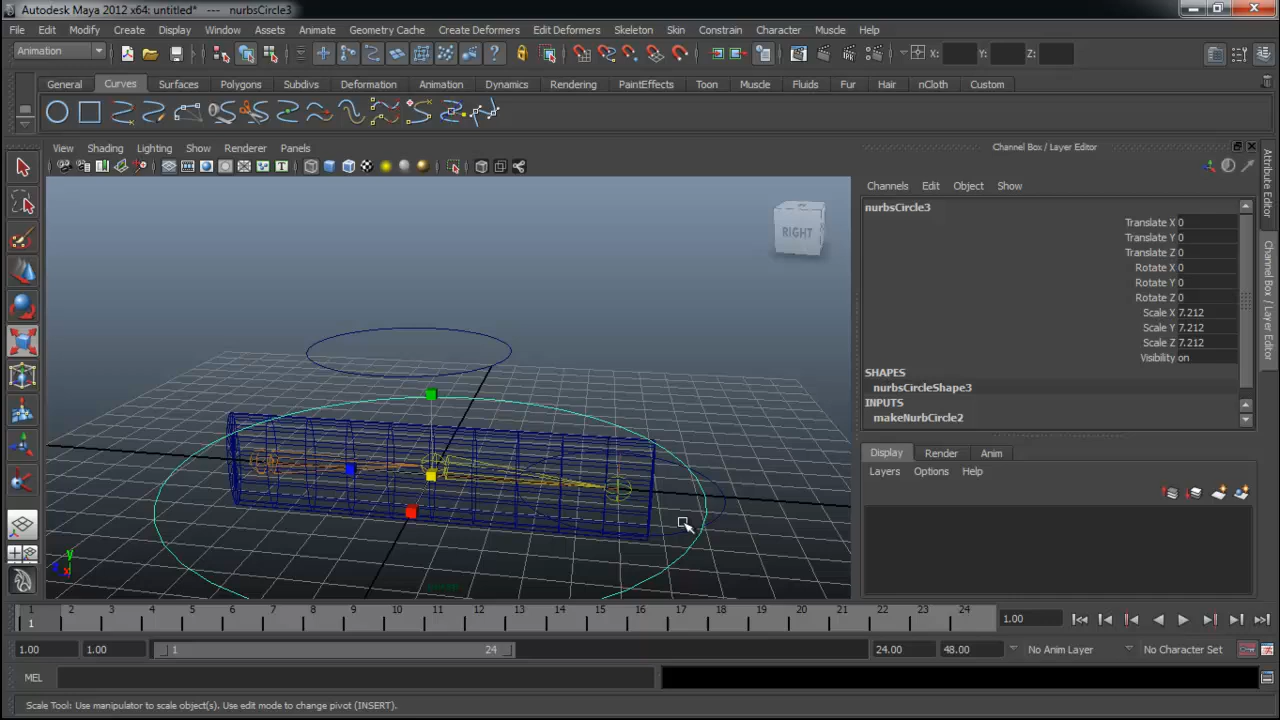 Autodesk Maya 2012 x64: untitled* --- nurbsCircle3
File Edit Modify Create Display Window Assets Animate Geometry Cache Create Deformers Edit Deformers Skeleton Skin Constrain Character Muscle Help
Animation X: Y: Z:
General Curves Surfaces Polygons Subdivs Deformation Animation Dynamics Rendering PaintEffects Toon Muscle Fluids Fur Hair nCloth Custom
View Shading Lighting Show Renderer Panels
Channel Box / Layer Editor
Channels Edit Object Show
nurbsCircle3
Translate X 0
Translate Y 0
Translate Z 0
Rotate X 0
Rotate Y 0
Rotate Z 0
Scale X 7.212
Scale Y 7.212
Scale Z 7.212
Visibility on
SHAPES
nurbsCircleShape3
INPUTS
makeNurbCircle2
Display Render Anim
Layers Options Help
Attribute Editor
Channel Box / Layer Editor
RIGHT
y
x
1 2 3 4 5 6 7 8 9 10 11 12 13 14 15 16 17 18 19 20 21 22 23 24
1
1.00
1.00 1.00 1 24 24.00 48.00 No Anim Layer No Character Set
MEL
Scale Tool: Use manipulator to scale object(s). Use edit mode to change pivot (INSERT).